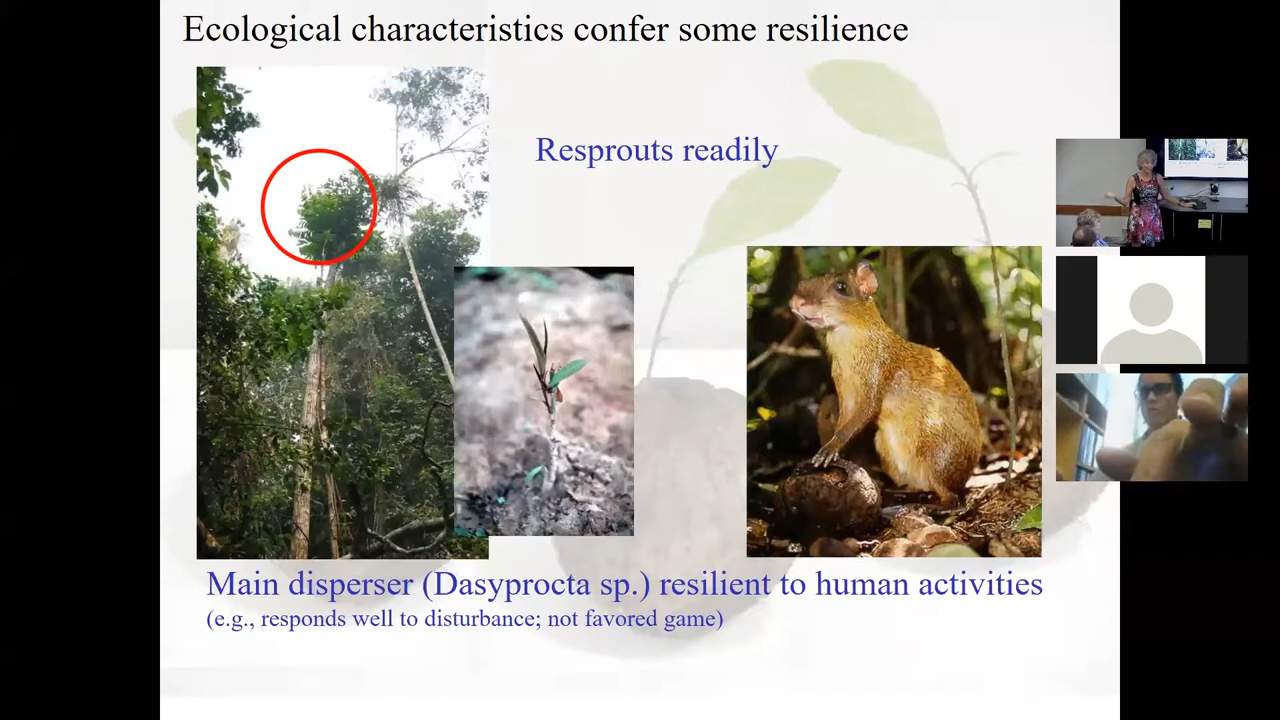 Ecological characteristics confer some resilience
Resprouts readily
Main disperser (Dasyprocta sp.) resilient to human activities
(e.g., responds well to disturbance; not favored game)